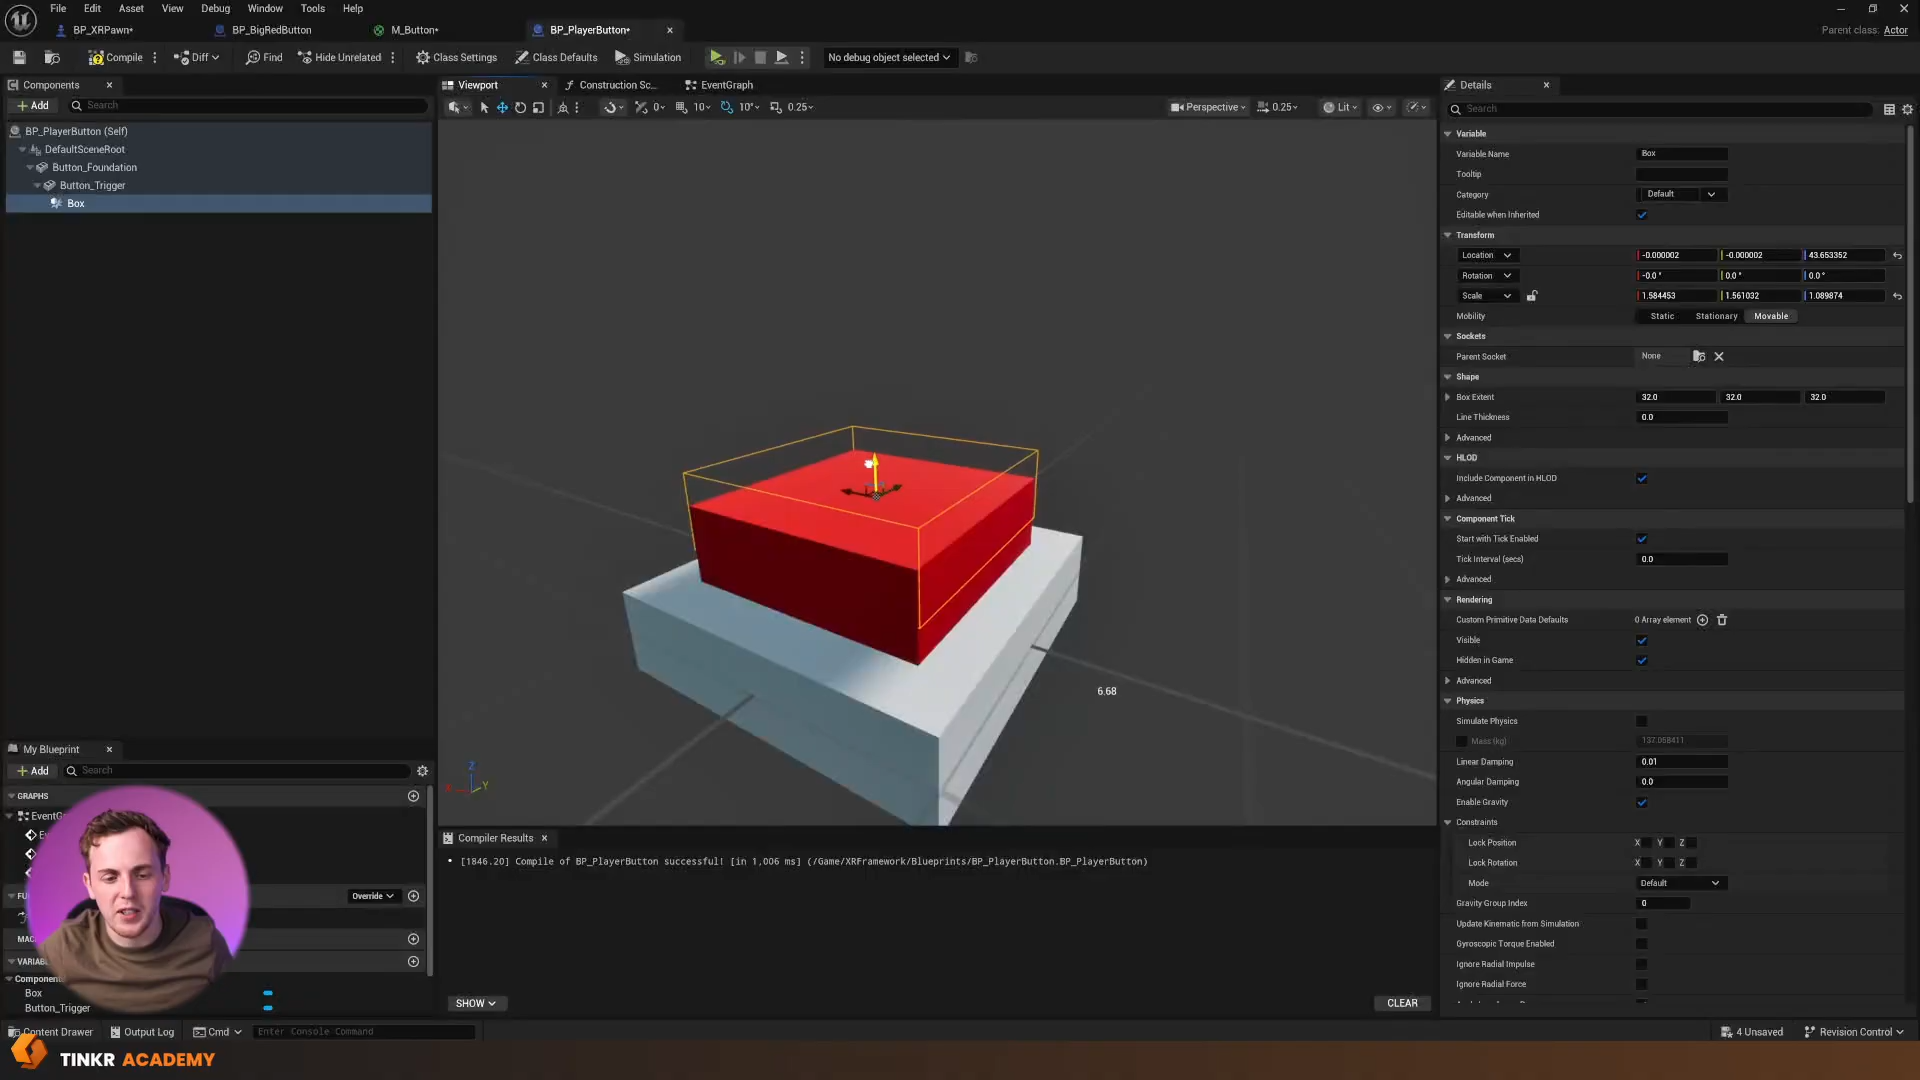 File Edit Asset View Debug Window Tools Help
BP_XRPawn* BP_BigRedButton M_Button* BP_PlayerButton*
Parent class: Actor
Compile Diff Find Hide Unrelated Class Settings Class Defaults Simulation No debug object selected
Components
Add Search
BP_PlayerButton (Self)
DefaultSceneRoot
Button_Foundation
Button_Trigger
Box
Viewport Construction Sc... EventGraph
0 10 10° 0.25 Perspective 0.25 Lit
6.68
X Y Z
Compiler Results
[1846.20] Compile of BP_PlayerButton successful! [in 1,006 ms] (/Game/XRFramework/Blueprints/BP_PlayerButton.BP_PlayerButton)
SHOW CLEAR
My Blueprint
Add Search
GRAPHS
EventG
Override
Box
Button_Trigger
Details
Search
Variable
Variable Name Box
Tooltip
Category Default
Editable when Inherited
Transform
Location -0.000002 -0.000002 43.653352
Rotation -0.0° 0.0° 0.0°
Scale 1.584453 1.561032 1.089874
Mobility Static Stationary Movable
Sockets
Parent Socket None
Shape
Box Extent 32.0 32.0 32.0
Line Thickness 0.0
Advanced
HLOD
Include Component in HLOD
Advanced
Component Tick
Start with Tick Enabled
Tick Interval (secs) 0.0
Advanced
Rendering
Custom Primitive Data Defaults 0 Array element
Visible
Hidden in Game
Advanced
Physics
Simulate Physics
Mass (kg) 137.058411
Linear Damping 0.01
Angular Damping 0.0
Enable Gravity
Constraints
Lock Position X Y Z
Lock Rotation X Y Z
Mode Default
Gravity Group Index 0
Update Kinematic from Simulation
Gyroscopic Torque Enabled
Ignore Radial Impulse
Ignore Radial Force
Content Drawer Output Log Cmd Enter Console Command 4 Unsaved Revision Control
TINKR ACADEMY